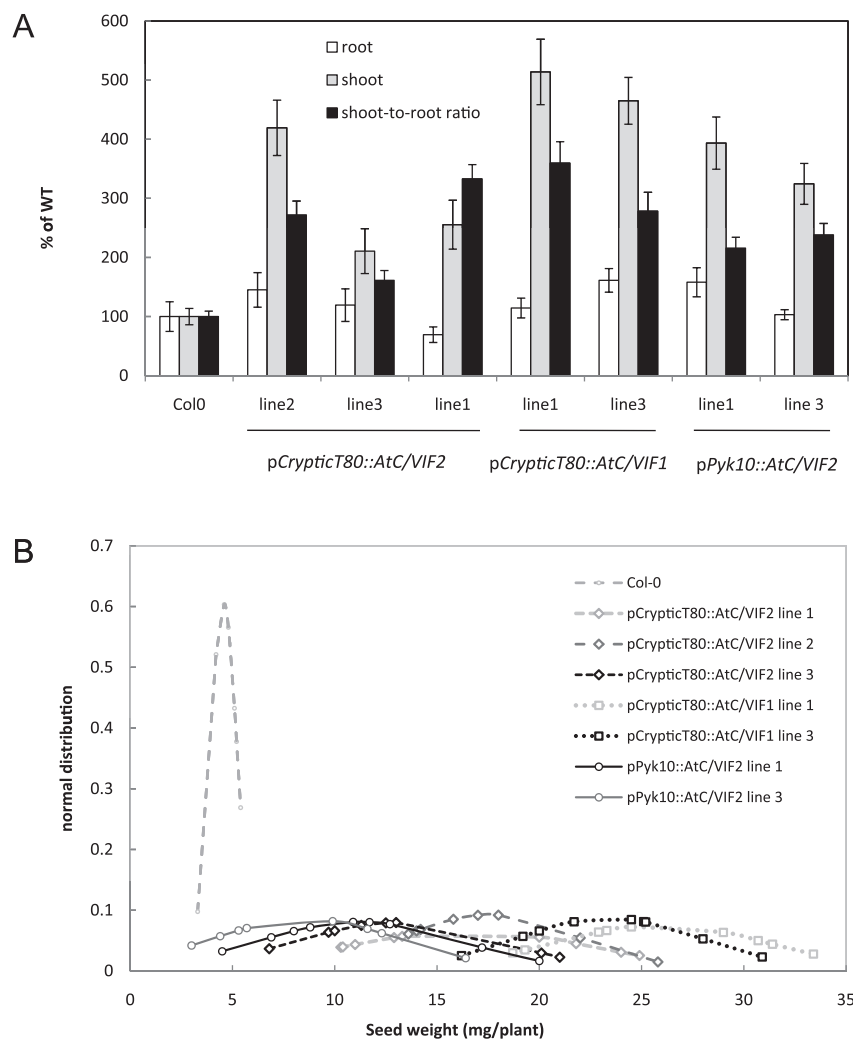 A
600
500
400
300
200
100
0
% of WT
root
shoot
shoot-to-root ratio
Col0 line2 line3 line1 line1 line3 line1 line 3
pCrypticT80::AtC/VIF2 pCrypticT80::AtC/VIF1 pPyk10::AtC/VIF2
B
0.7
0.6
0.5
0.4
0.3
0.2
0.1
0
normal distribution
Col-0
pCrypticT80::AtC/VIF2 line 1
pCrypticT80::AtC/VIF2 line 2
pCrypticT80::AtC/VIF2 line 3
pCrypticT80::AtC/VIF1 line 1
pCrypticT80::AtC/VIF1 line 3
pPyk10::AtC/VIF2 line 1
pPyk10::AtC/VIF2 line 3
0 5 10 15 20 25 30 35
Seed weight (mg/plant)